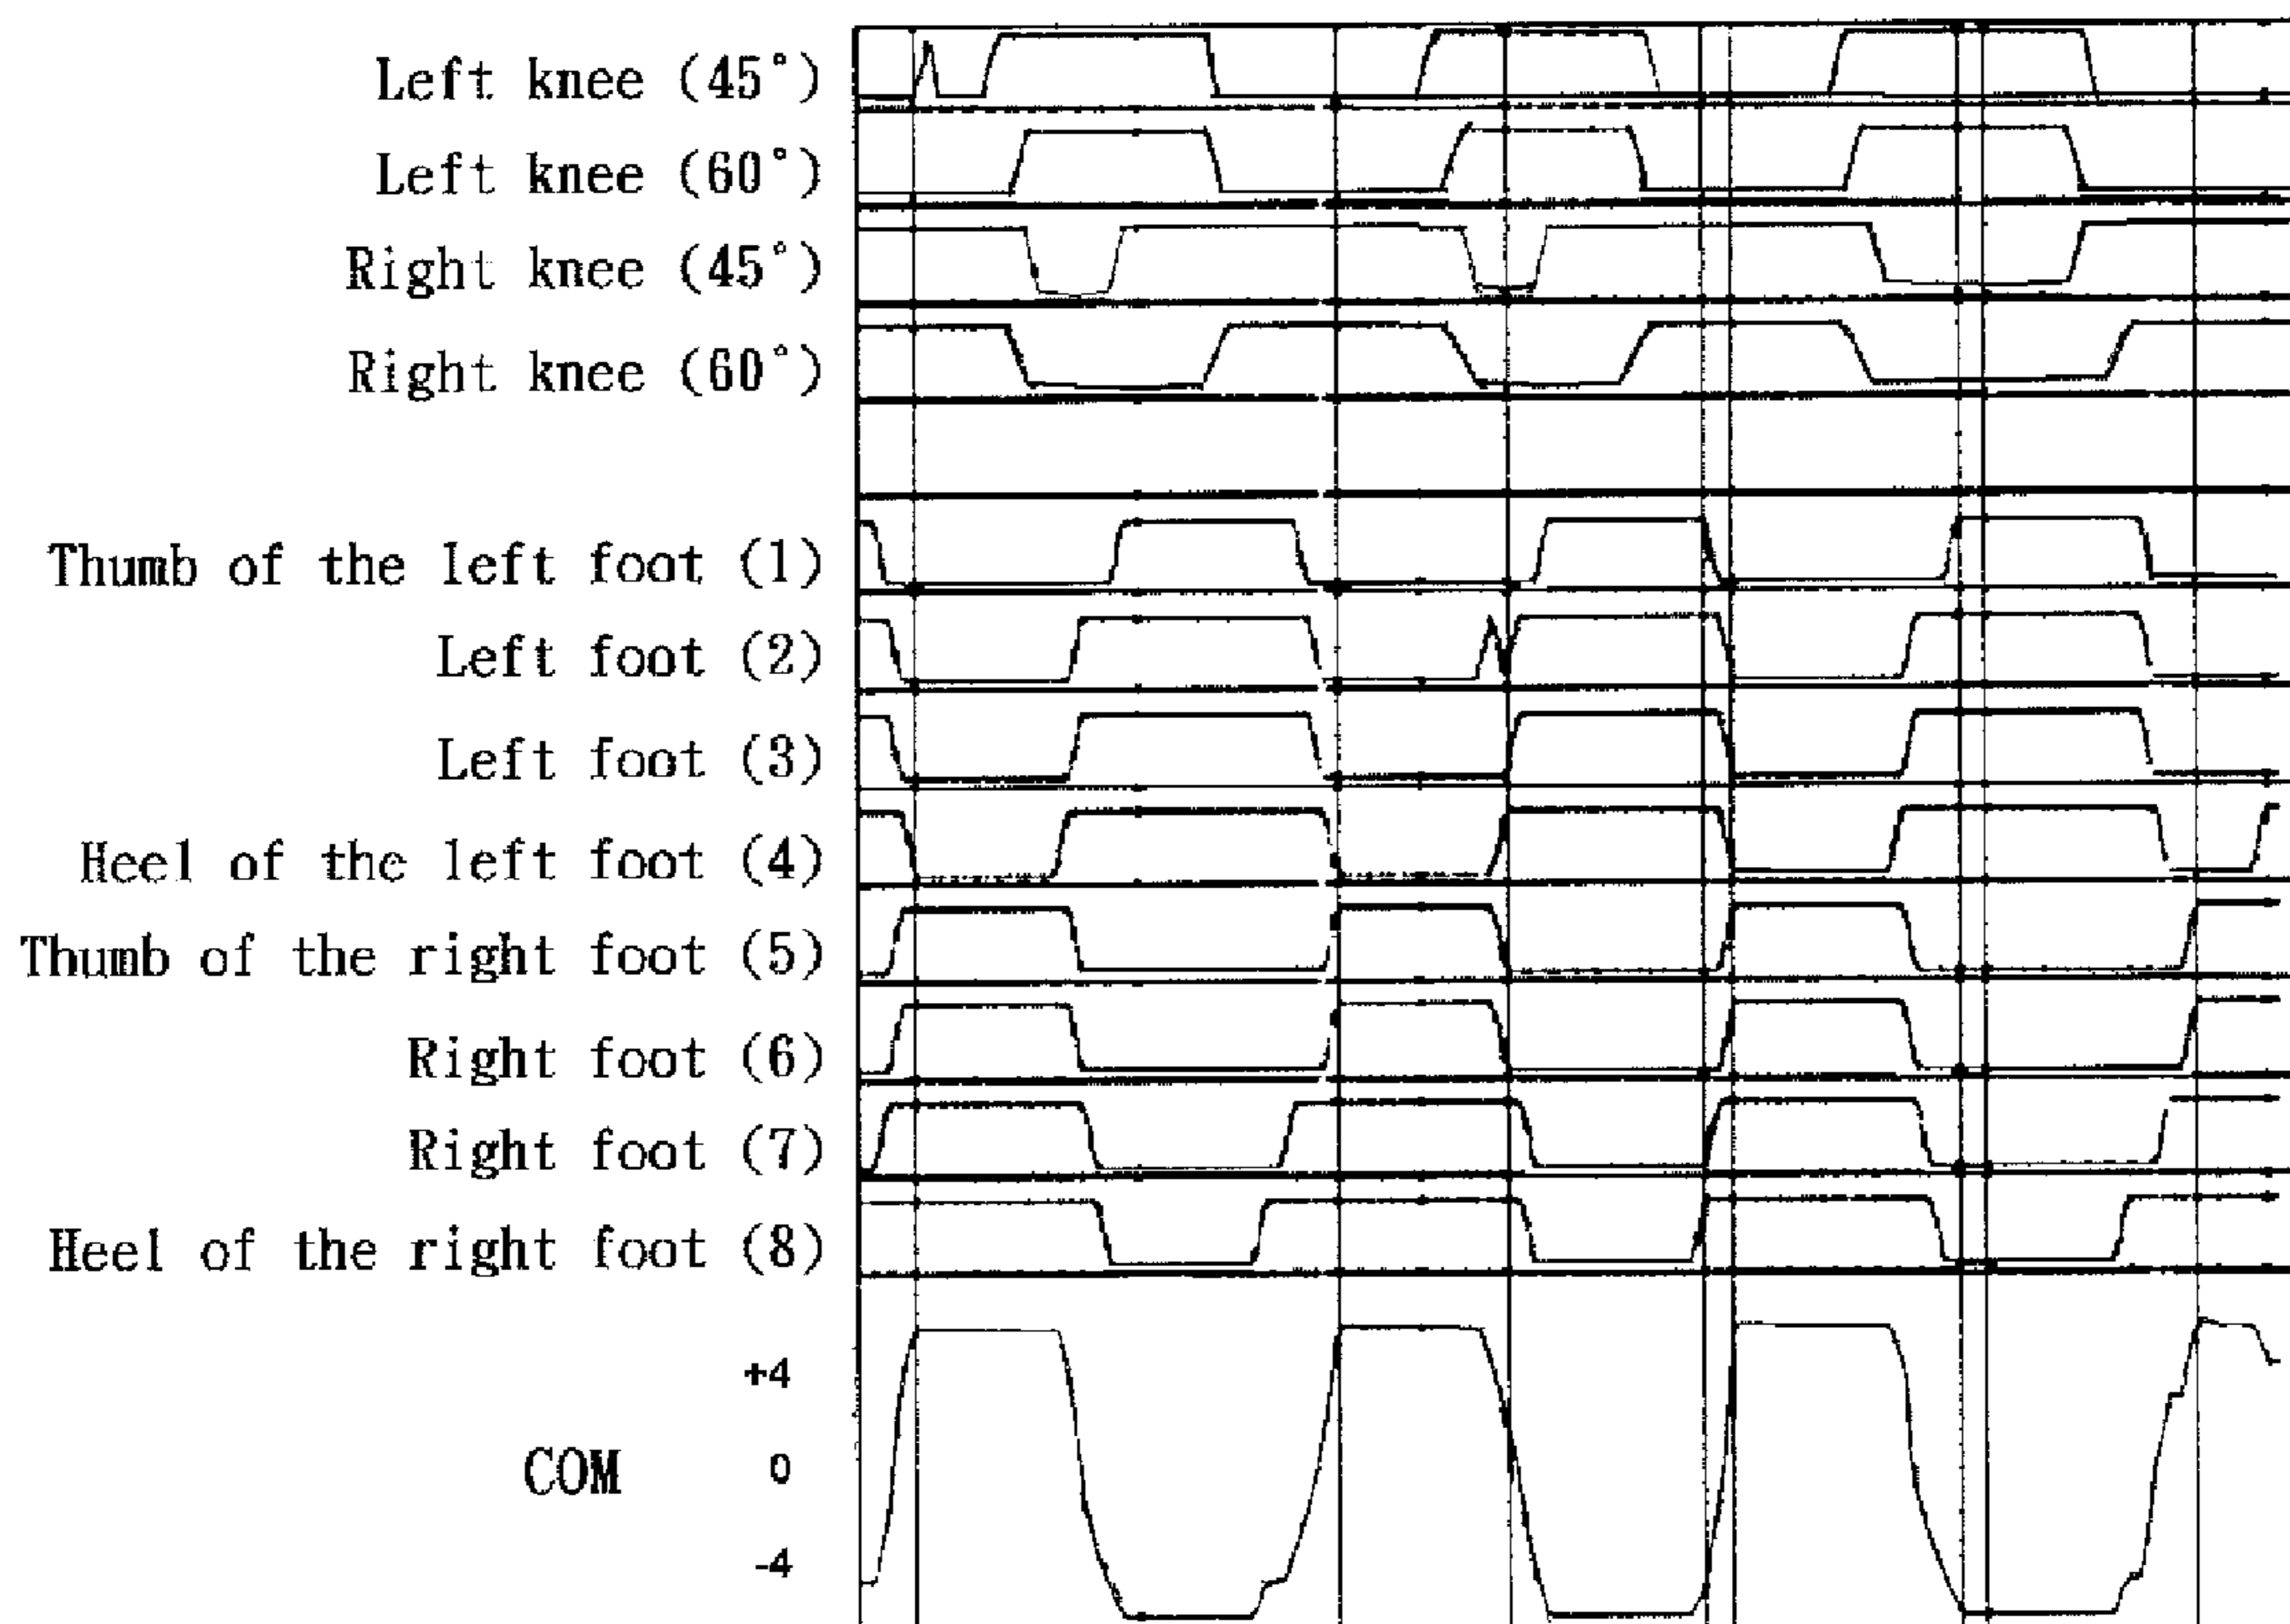 Left knee (45°)
Left knee (60°)
Right knee (45°)
Right knee (60°)
Thumb of the left foot (1)
Left foot (2)
Left foot (3)
Heel of the left foot (4)
Thumb of the right foot (5)
Right foot (6)
Right foot (7)
Heel of the right foot (8)
+4
COM 0
-4